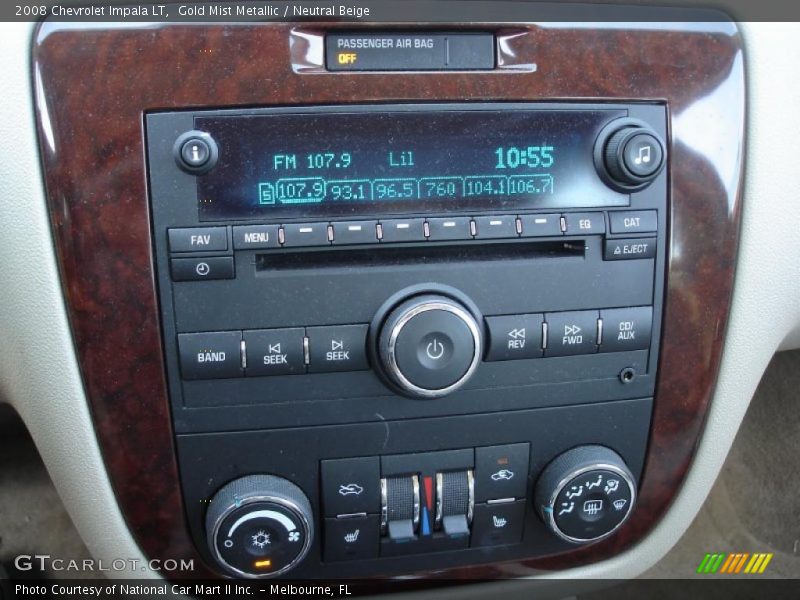 2008 Chevrolet Impala LT,  Gold Mist Metallic / Neutral Beige
PASSENGER AIR BAG
OFF
FM 107.9 Lil 10:55
107.9 93.1 96.5 760 104.1 106.7
FAV MENU EQ CAT
EJECT
BAND SEEK SEEK REV FWD CD/AUX
GTCARLOT.COM
Photo Courtesy of National Car Mart II Inc. - Melbourne, FL